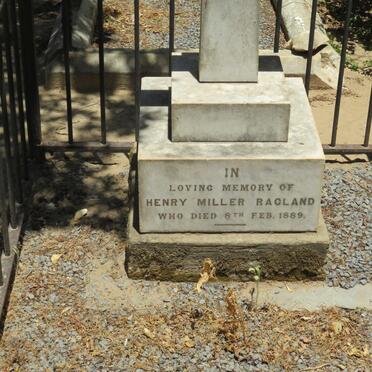 IN
LOVING MEMORY OF
HENRY MILLER RAGLAND
WHO DIED 8TH FEB. 1889.